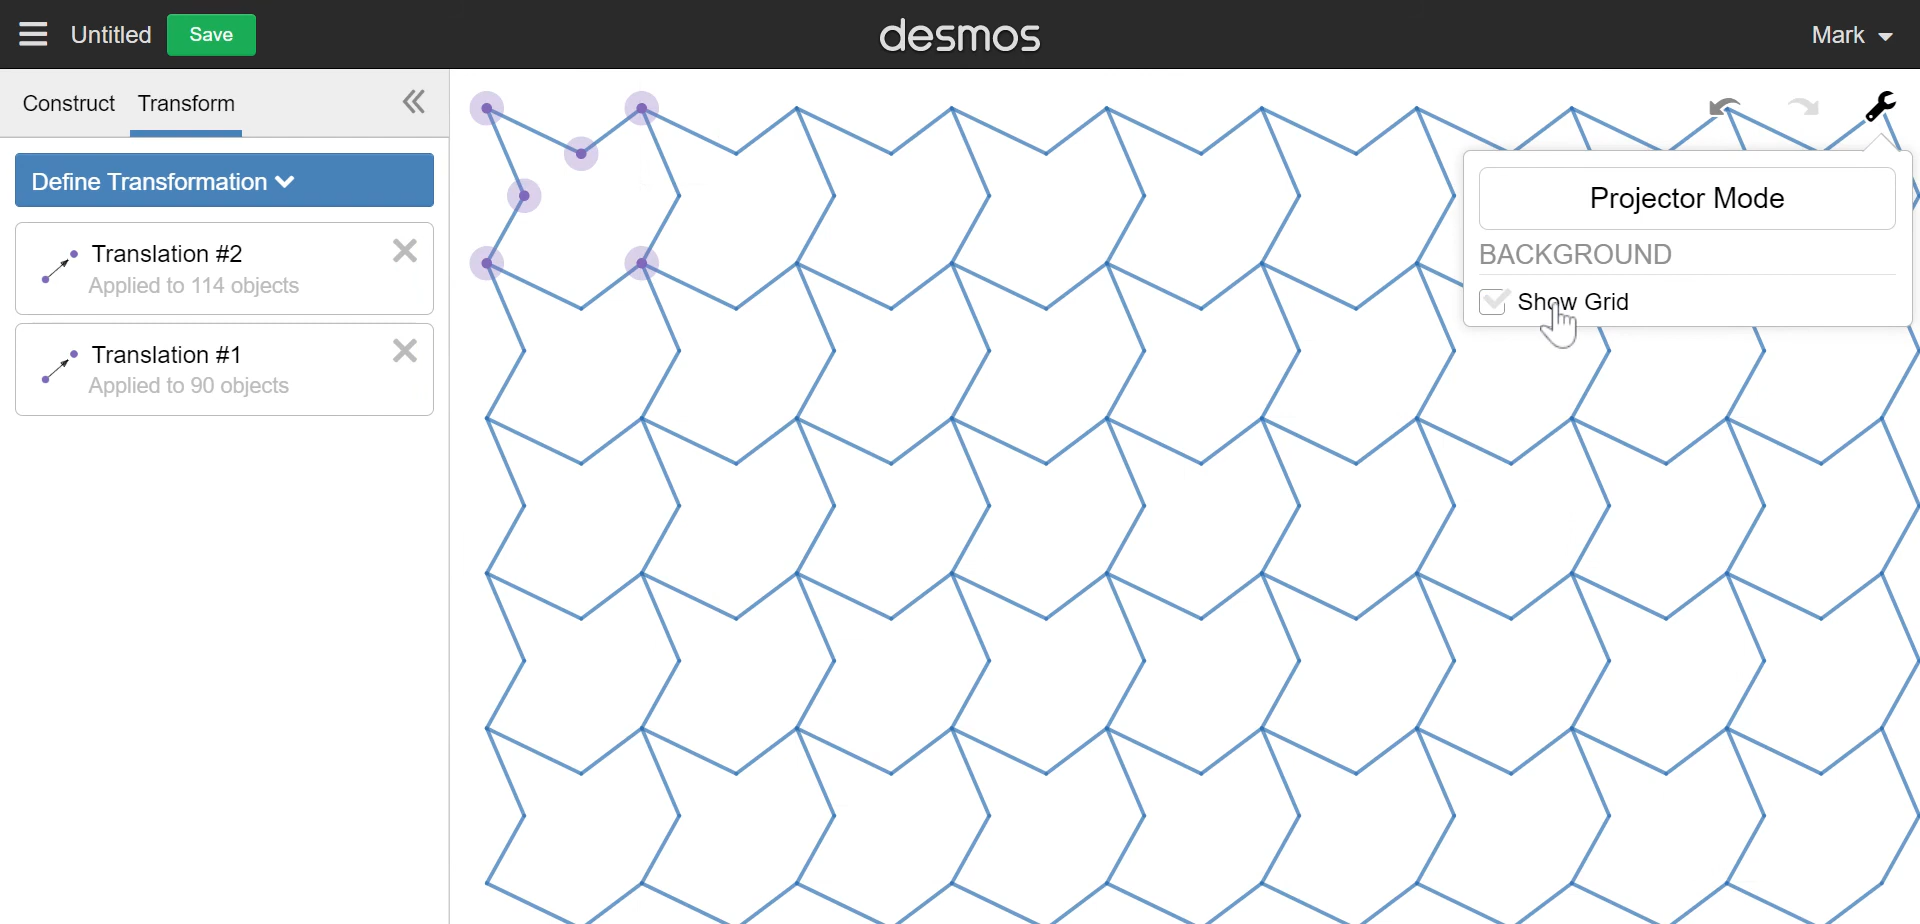 Untitled
Save
desmos
Mark
Construct
Transform
Define Transformation
Translation #2
Applied to 114 objects
Translation #1
Applied to 90 objects
Projector Mode
BACKGROUND
Show Grid